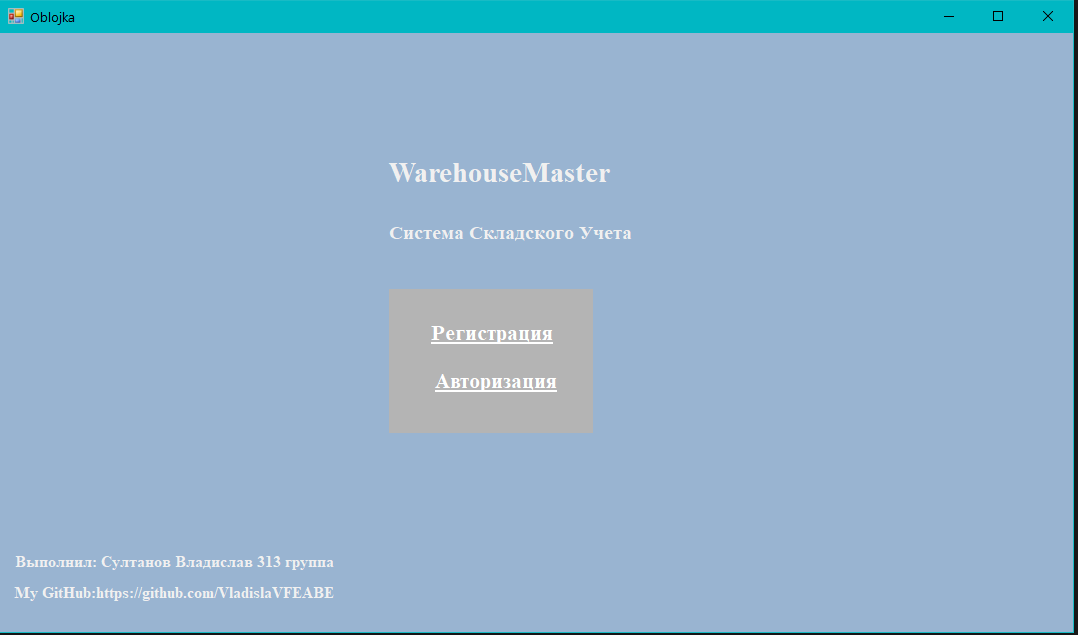 Oblojka
WarehouseMaster
Система Складского Учета
Регистрация
Авторизация
Выполнил: Султанов Владислав 313 группа
My GitHub:https://github.com/VladislaVFEABE